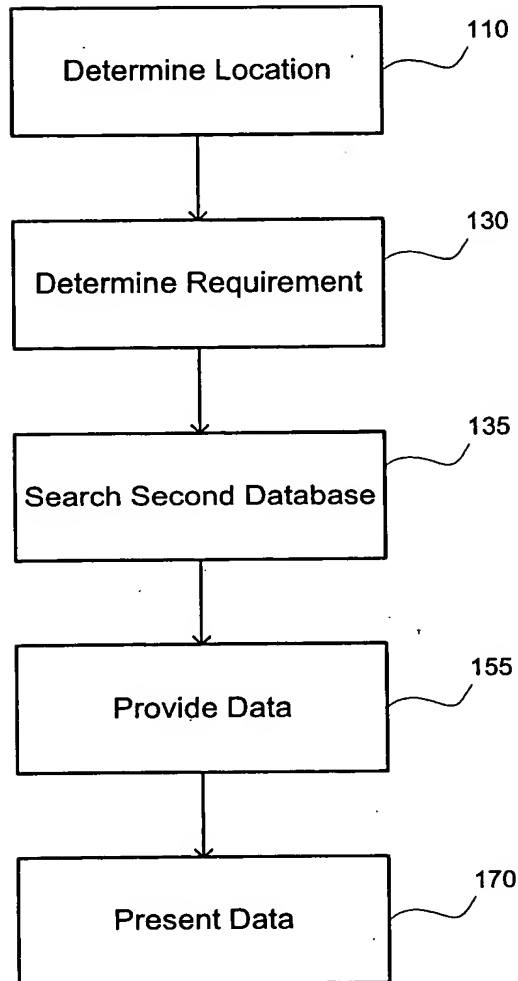 110
Determine Location
130
Determine Requirement
135
Search Second Database
155
Provide Data
170
Present Data